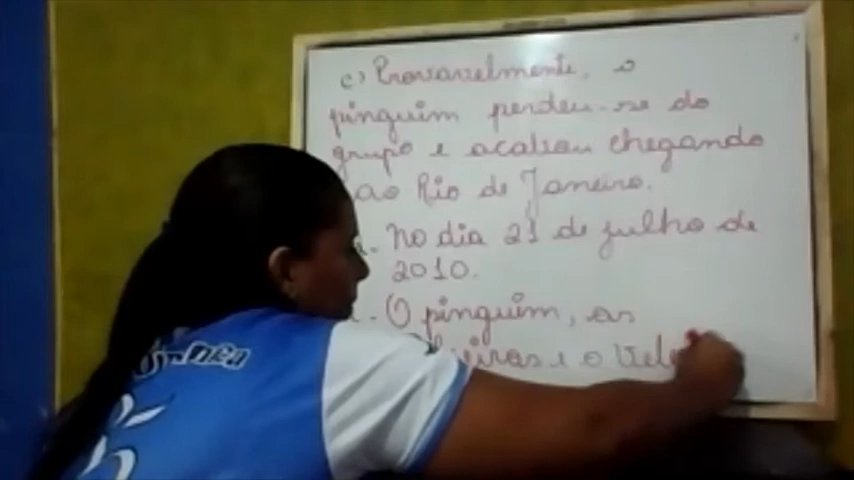 c) Provavelmente, o
pinguim perdeu-se do
grupo e acabou chegando
ao Rio de Janeiro.
No dia 21 de julho de
2010.
O pinguim, as
e o